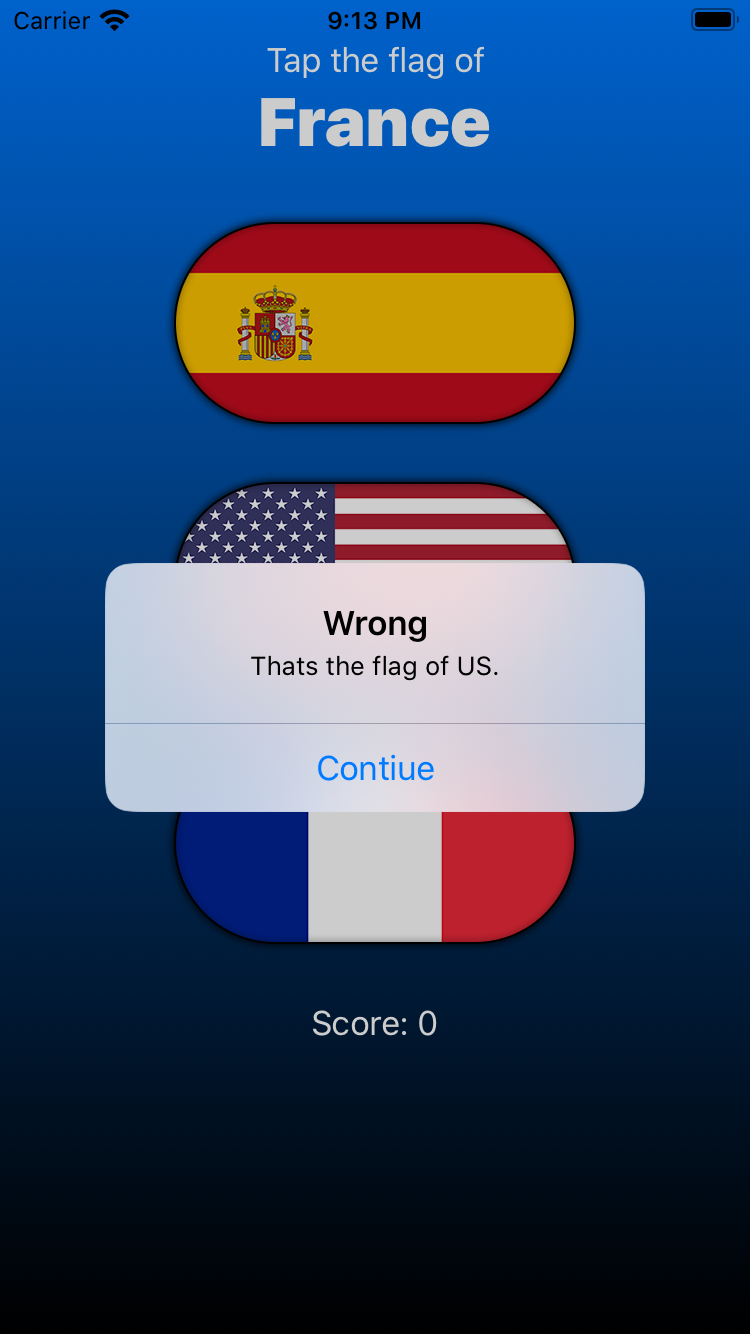 Carrier 9:13 PM
Tap the flag of
France
Wrong
Thats the flag of US.
Contiue
Score: 0